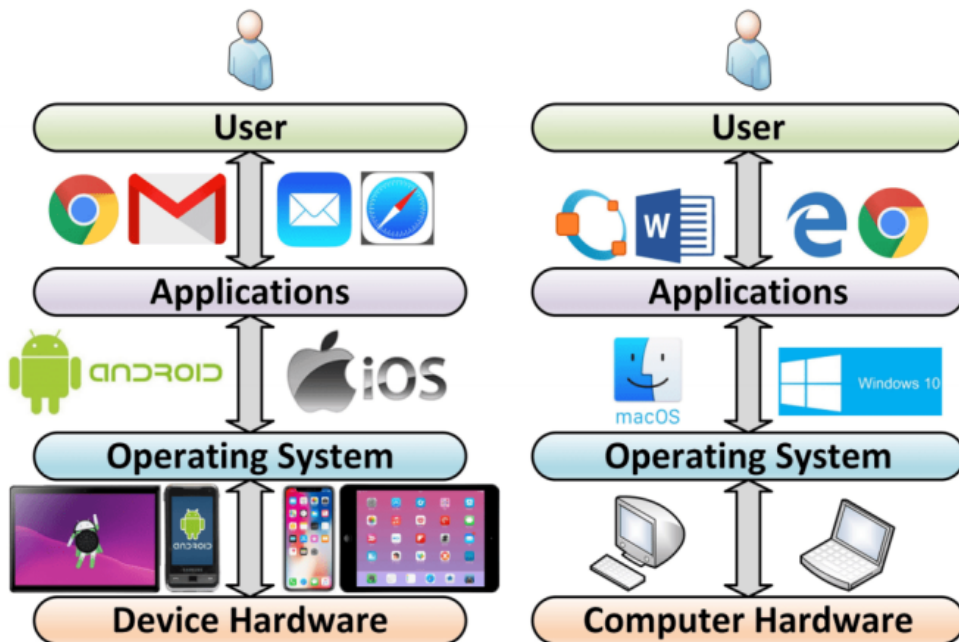 User
User
W
Applications
Applications
ANDROID
iOS
macOS
Windows 10
Operating System
Operating System
ANDROID
Device Hardware
Computer Hardware